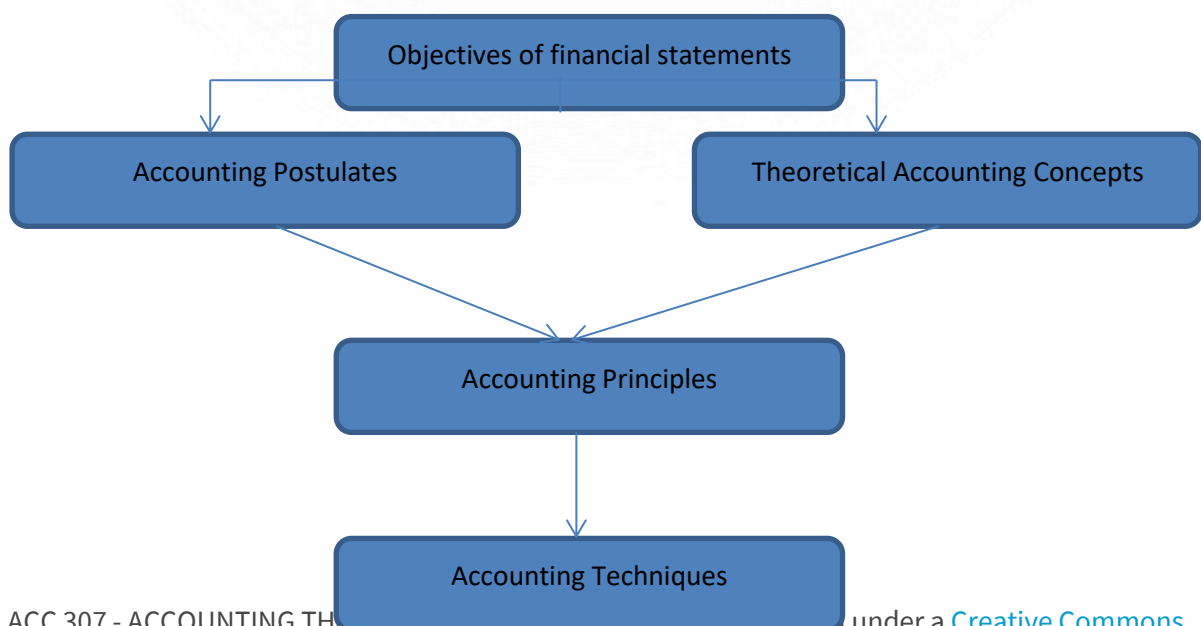 Objectives of financial statements
Accounting Postulates
Theoretical Accounting Concepts
Accounting Principles
Accounting Techniques
ACC 307 - ACCOUNTING TH under a Creative Commons